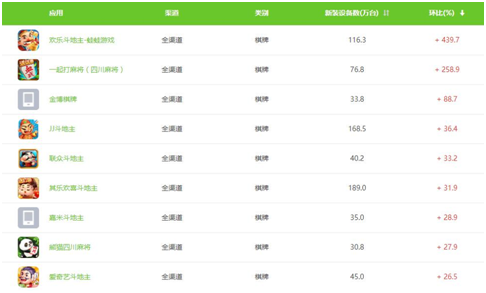 应用 渠道 类别 新装设备数(万台) 环比(%)
欢乐斗地主-蛙蛙游戏 全渠道 棋牌 116.3 + 439.7
一起打麻将（四川麻将） 全渠道 棋牌 76.8 + 258.9
金博棋牌 全渠道 棋牌 33.8 + 88.7
JJ斗地主 全渠道 棋牌 168.5 + 36.4
联众斗地主 全渠道 棋牌 40.2 + 33.2
其乐欢喜斗地主 全渠道 棋牌 189.0 + 31.9
嘉米斗地主 全渠道 棋牌 35.0 + 28.9
熊猫四川麻将 全渠道 棋牌 30.8 + 27.9
爱奇艺斗地主 全渠道 棋牌 45.0 + 26.5